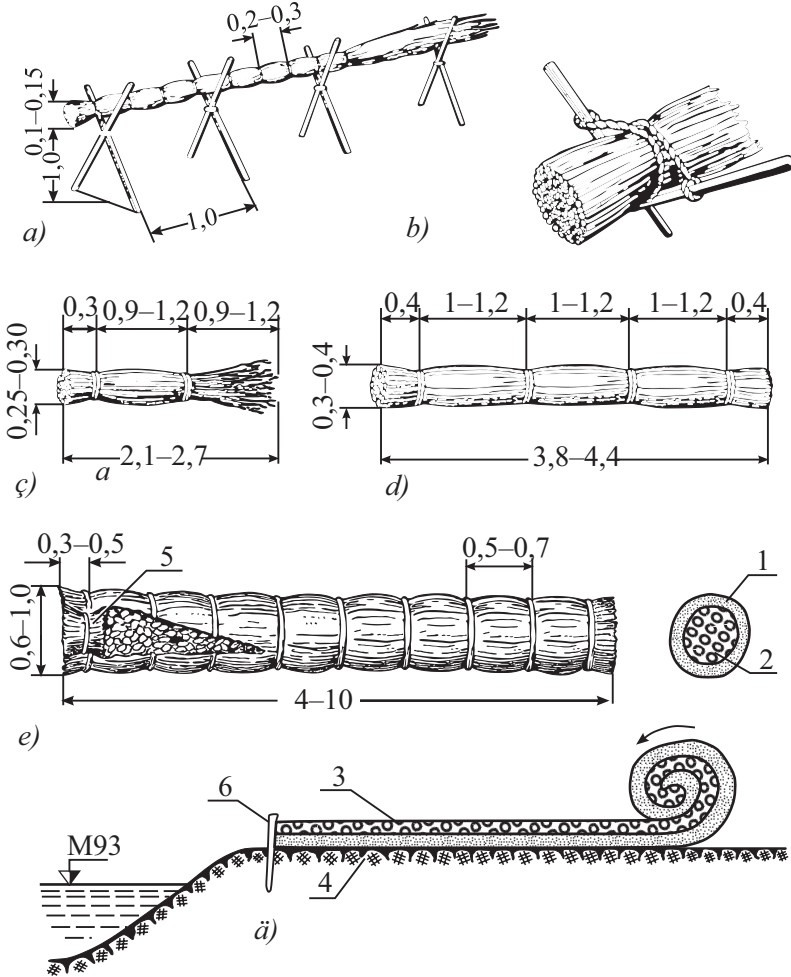 0,2–0,3
0,1–0,15
1,0
1,0
a)
b)
0,3 0,9–1,2 0,9–1,2
0,25–0,30
2,1–2,7
a
ç)
0,4 1–1,2 1–1,2 1–1,2 0,4
0,3–0,4
3,8–4,4
d)
0,3–0,5
5
0,5–0,7
1
0,6–1,0
2
4–10
e)
6
3
M93
4
ä)